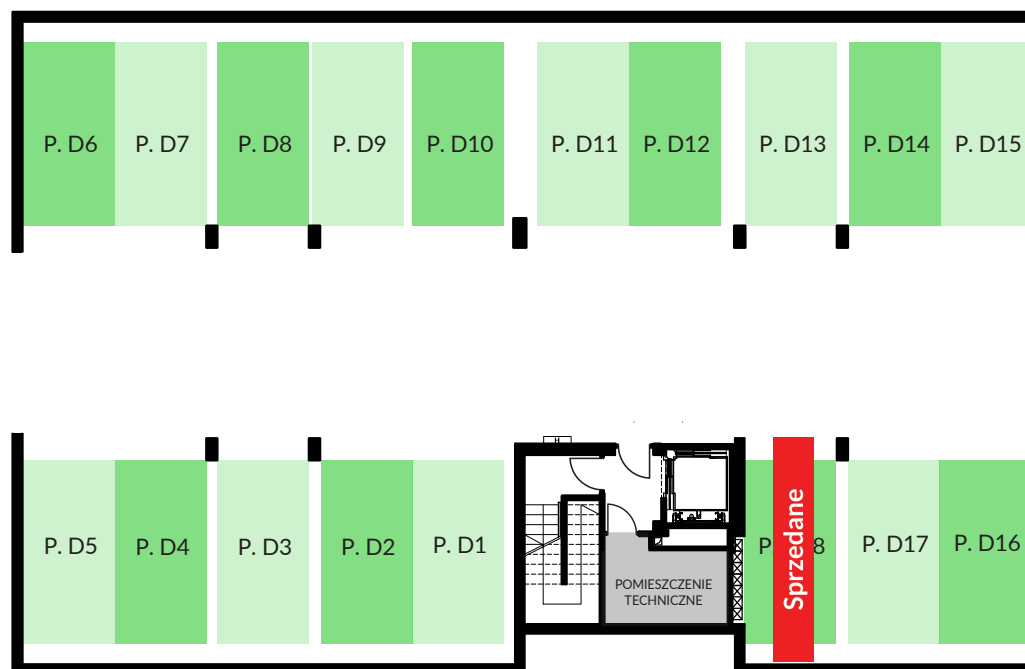 P. D6
P. D7
P. D8
P. D9
P. D10
P. D11
P. D12
P. D13
P. D14
P. D15
P. D5
P. D4
P. D3
P. D2
P. D1
POMIESZCZENIE
TECHNICZNE
Sprzedane
P. D17
P. D16